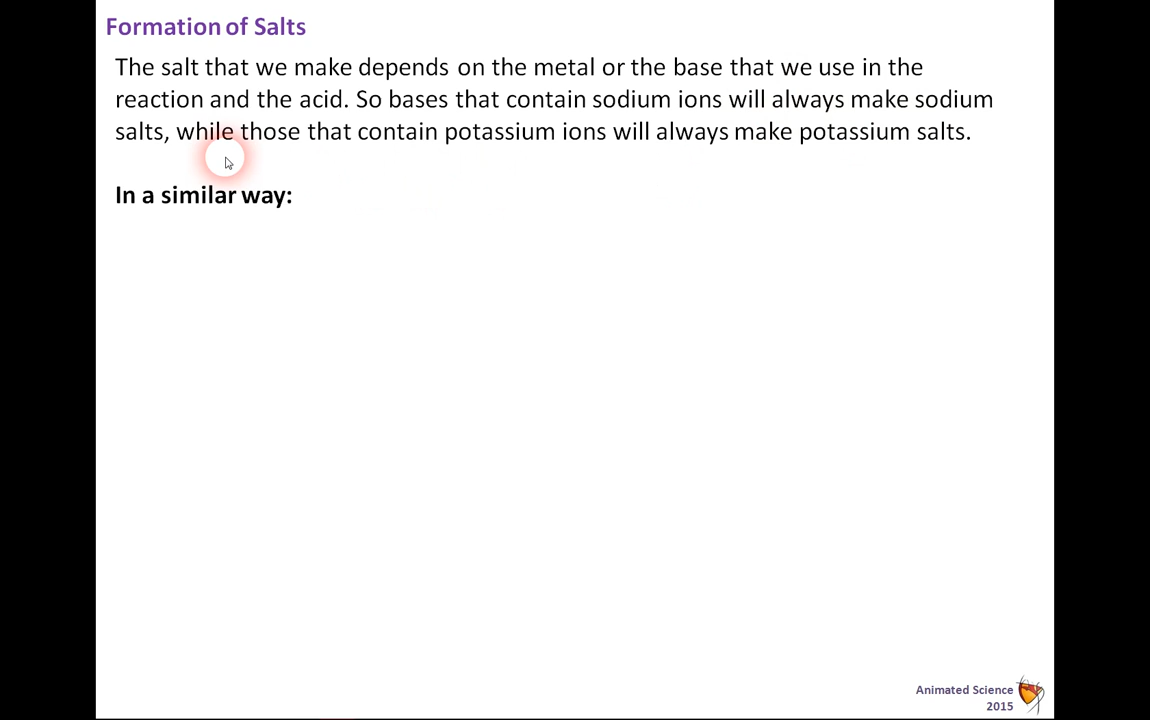 Formation of Salts
The salt that we make depends on the metal or the base that we use in the
reaction and the acid. So bases that contain sodium ions will always make sodium
salts, while those that contain potassium ions will always make potassium salts.
In a similar way:
Animated Science
2015